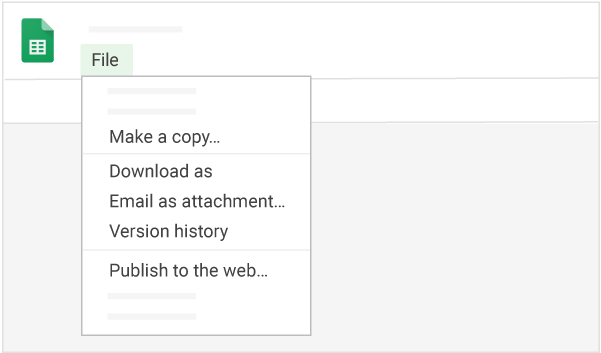 File
Make a copy...
Download as
Email as attachment...
Version history
Publish to the web...